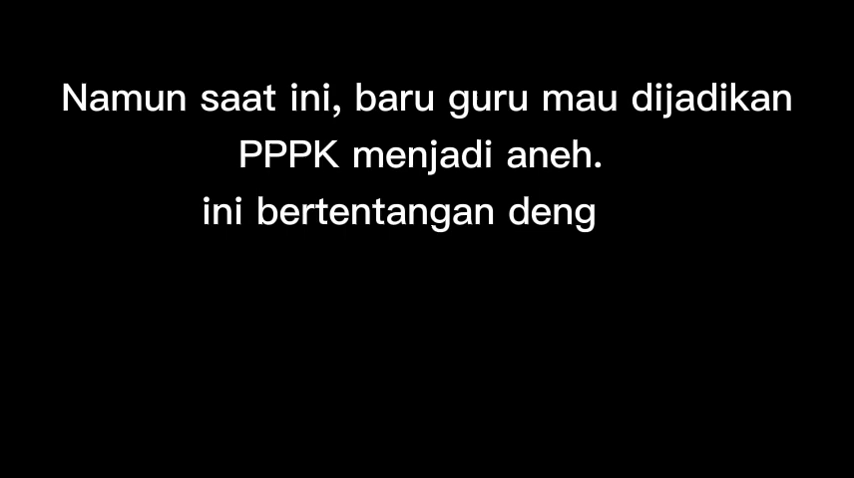 Namun saat ini, baru guru mau dijadikan
PPPK menjadi aneh.
ini bertentangan deng